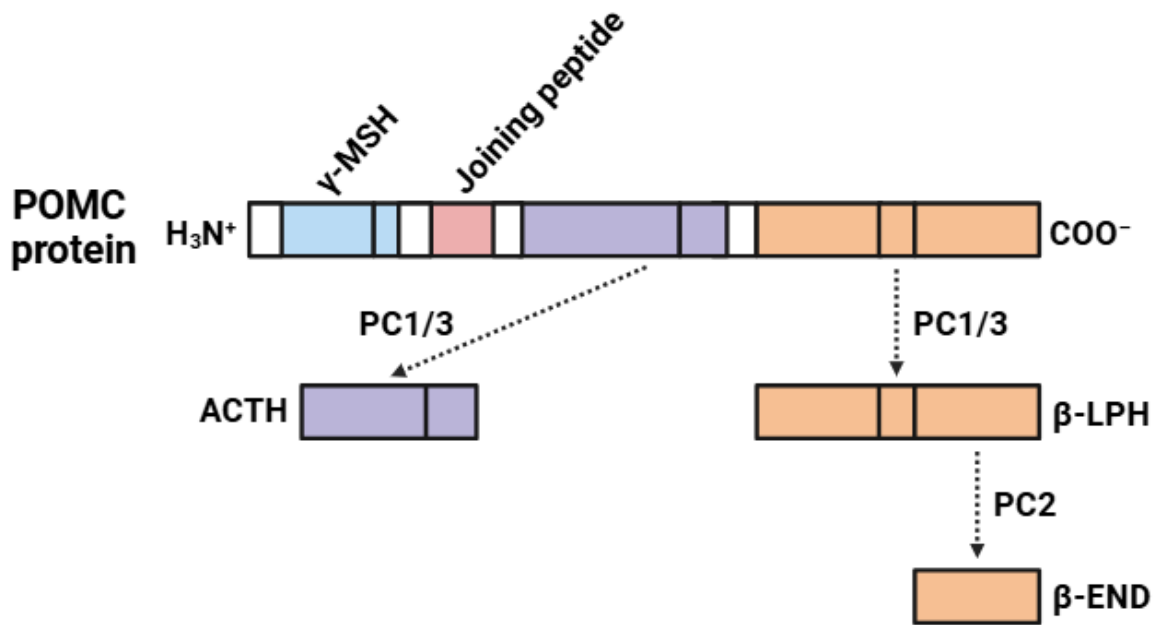 Joining peptide
γ-MSH
POMC
protein
H₃N⁺
COO⁻
PC1/3
PC1/3
ACTH
β-LPH
PC2
β-END